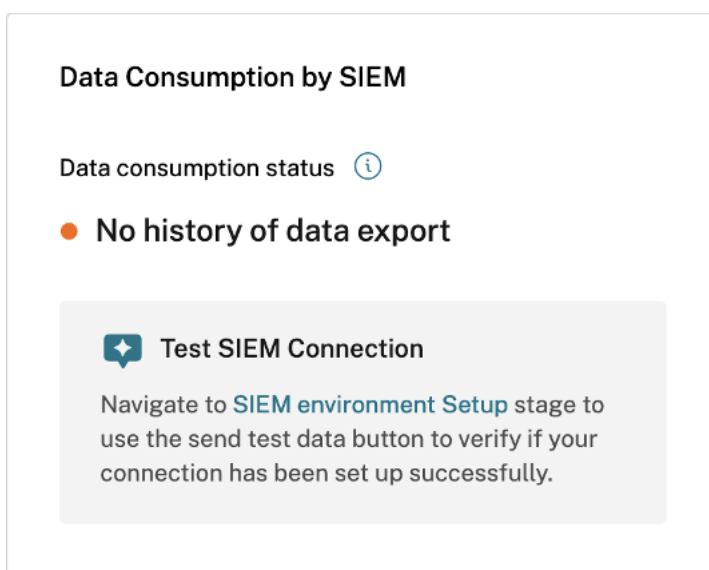 Data Consumption by SIEM
Data consumption status
No history of data export
Test SIEM Connection
Navigate to SIEM environment Setup stage to
use the send test data button to verify if your
connection has been set up successfully.